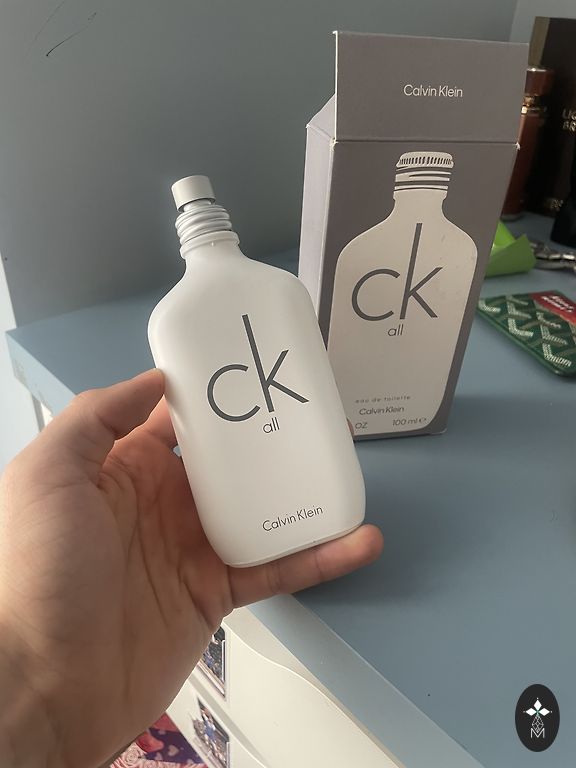 Calvin Klein
ck
all
eau de toilette
Calvin Klein
OZ 100 ml e
ck
all
Calvin Klein
M